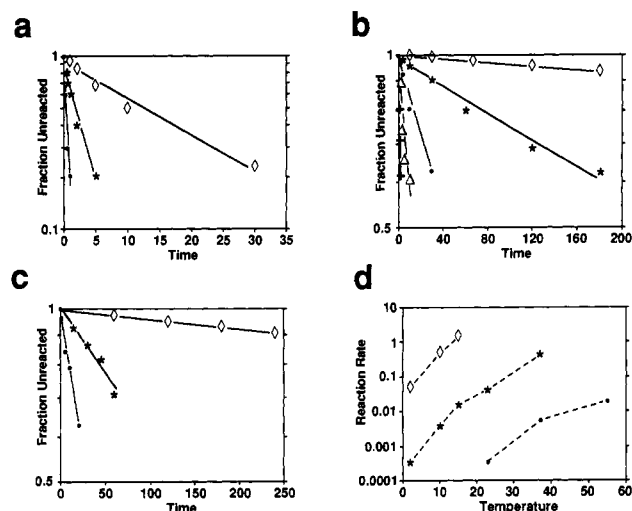 a
1
0.1
Fraction Unreacted
0 5 10 15 20 25 30 35
Time
b
1
0.5
Fraction Unreacted
0 40 80 120 160 200
Time
c
1
0.5
Fraction Unreacted
0 50 100 150 200 250
Time
d
10
1
0.1
0.01
0.001
0.0001
Reaction Rate
0 10 20 30 40 50 60
Temperature